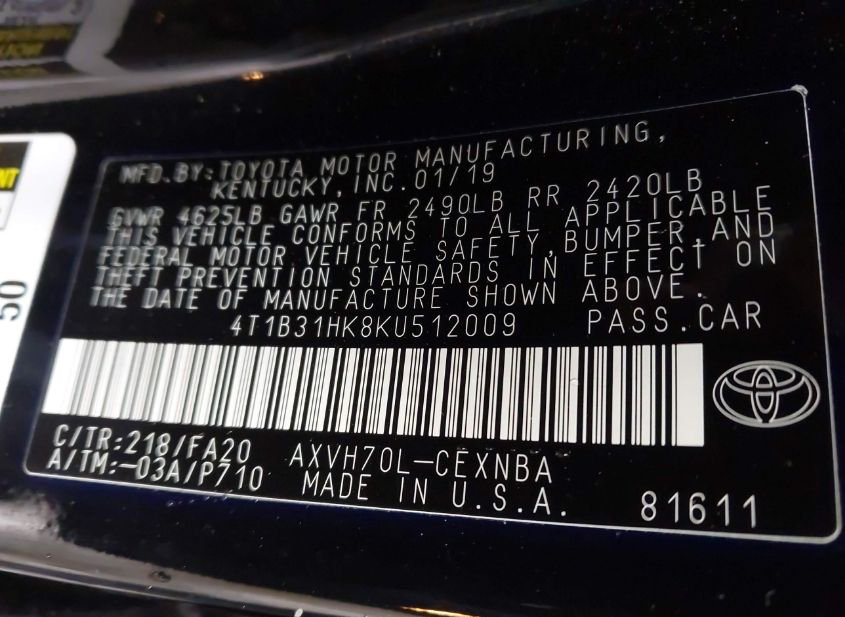 MFD.BY:TOYOTA MOTOR MANUFACTURING,
KENTUCKY, INC. 01/19
GVWR 4625LB GAWR FR 2490LB RR 2420LB
THIS VEHICLE CONFORMS TO ALL APPLICABLE
FEDERAL MOTOR VEHICLE SAFETY, BUMPER, AND
THEFT PREVENTION STANDARDS IN EFFECT ON
THE DATE OF MANUFACTURE SHOWN ABOVE.
4T1B31HK8KU512009 PASS.CAR
C/TR:218/FA20 AXVH70L-CEXNBA
A/TM:-03A/P710 MADE IN U.S.A. 81611
50
NT